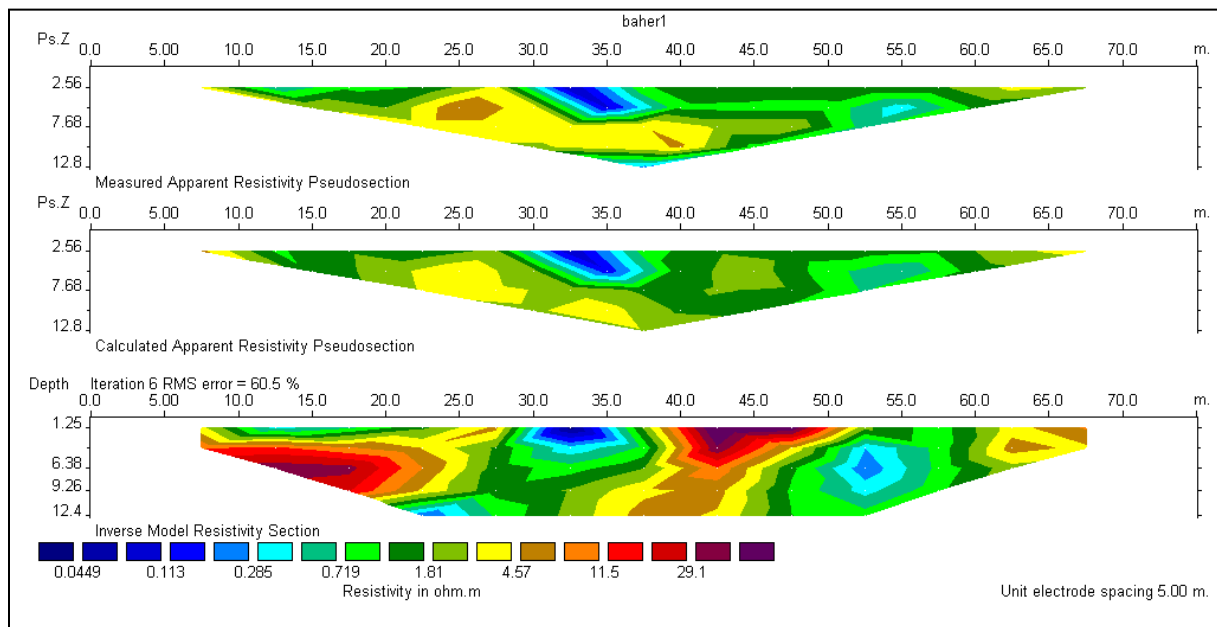 baher1
Ps.Z 0.0 5.00 10.0 15.0 20.0 25.0 30.0 35.0 40.0 45.0 50.0 55.0 60.0 65.0 70.0 m.
2.56
7.68
12.8
Measured Apparent Resistivity Pseudosection
Ps.Z 0.0 5.00 10.0 15.0 20.0 25.0 30.0 35.0 40.0 45.0 50.0 55.0 60.0 65.0 70.0 m.
2.56
7.68
12.8
Calculated Apparent Resistivity Pseudosection
Depth Iteration 6 RMS error = 60.5 %
0.0 5.00 10.0 15.0 20.0 25.0 30.0 35.0 40.0 45.0 50.0 55.0 60.0 65.0 70.0 m.
1.25
6.38
9.26
12.4
Inverse Model Resistivity Section
0.0449 0.113 0.285 0.719 1.81 4.57 11.5 29.1
Resistivity in ohm.m Unit electrode spacing 5.00 m.